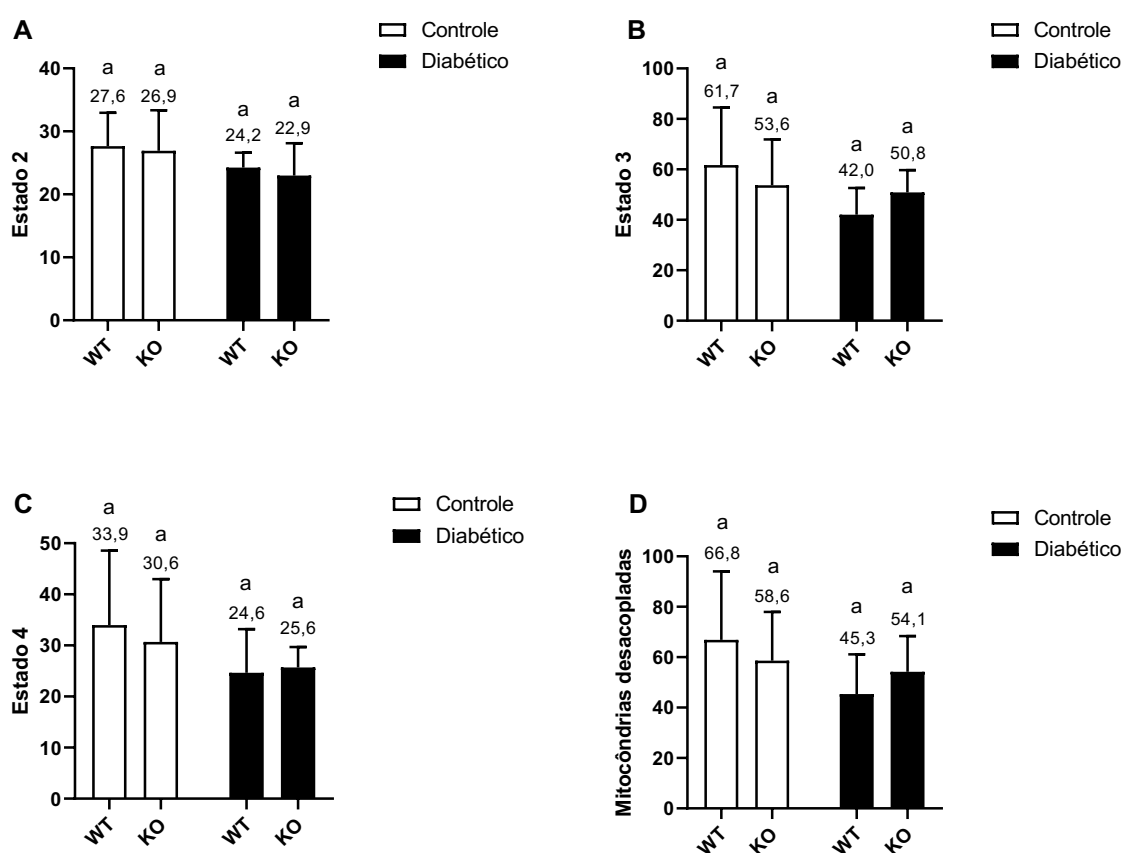 A
Controle
Diabético
Estado 2
40
30
20
10
0
a
27,6
a
26,9
a
24,2
a
22,9
WT
KO
WT
KO
B
Controle
Diabético
Estado 3
100
80
60
40
20
0
a
61,7
a
53,6
a
42,0
a
50,8
WT
KO
WT
KO
C
Controle
Diabético
Estado 4
50
40
30
20
10
0
a
33,9
a
30,6
a
24,6
a
25,6
WT
KO
WT
KO
D
Controle
Diabético
Mitocôndrias desacopladas
100
80
60
40
20
0
a
66,8
a
58,6
a
45,3
a
54,1
WT
KO
WT
KO